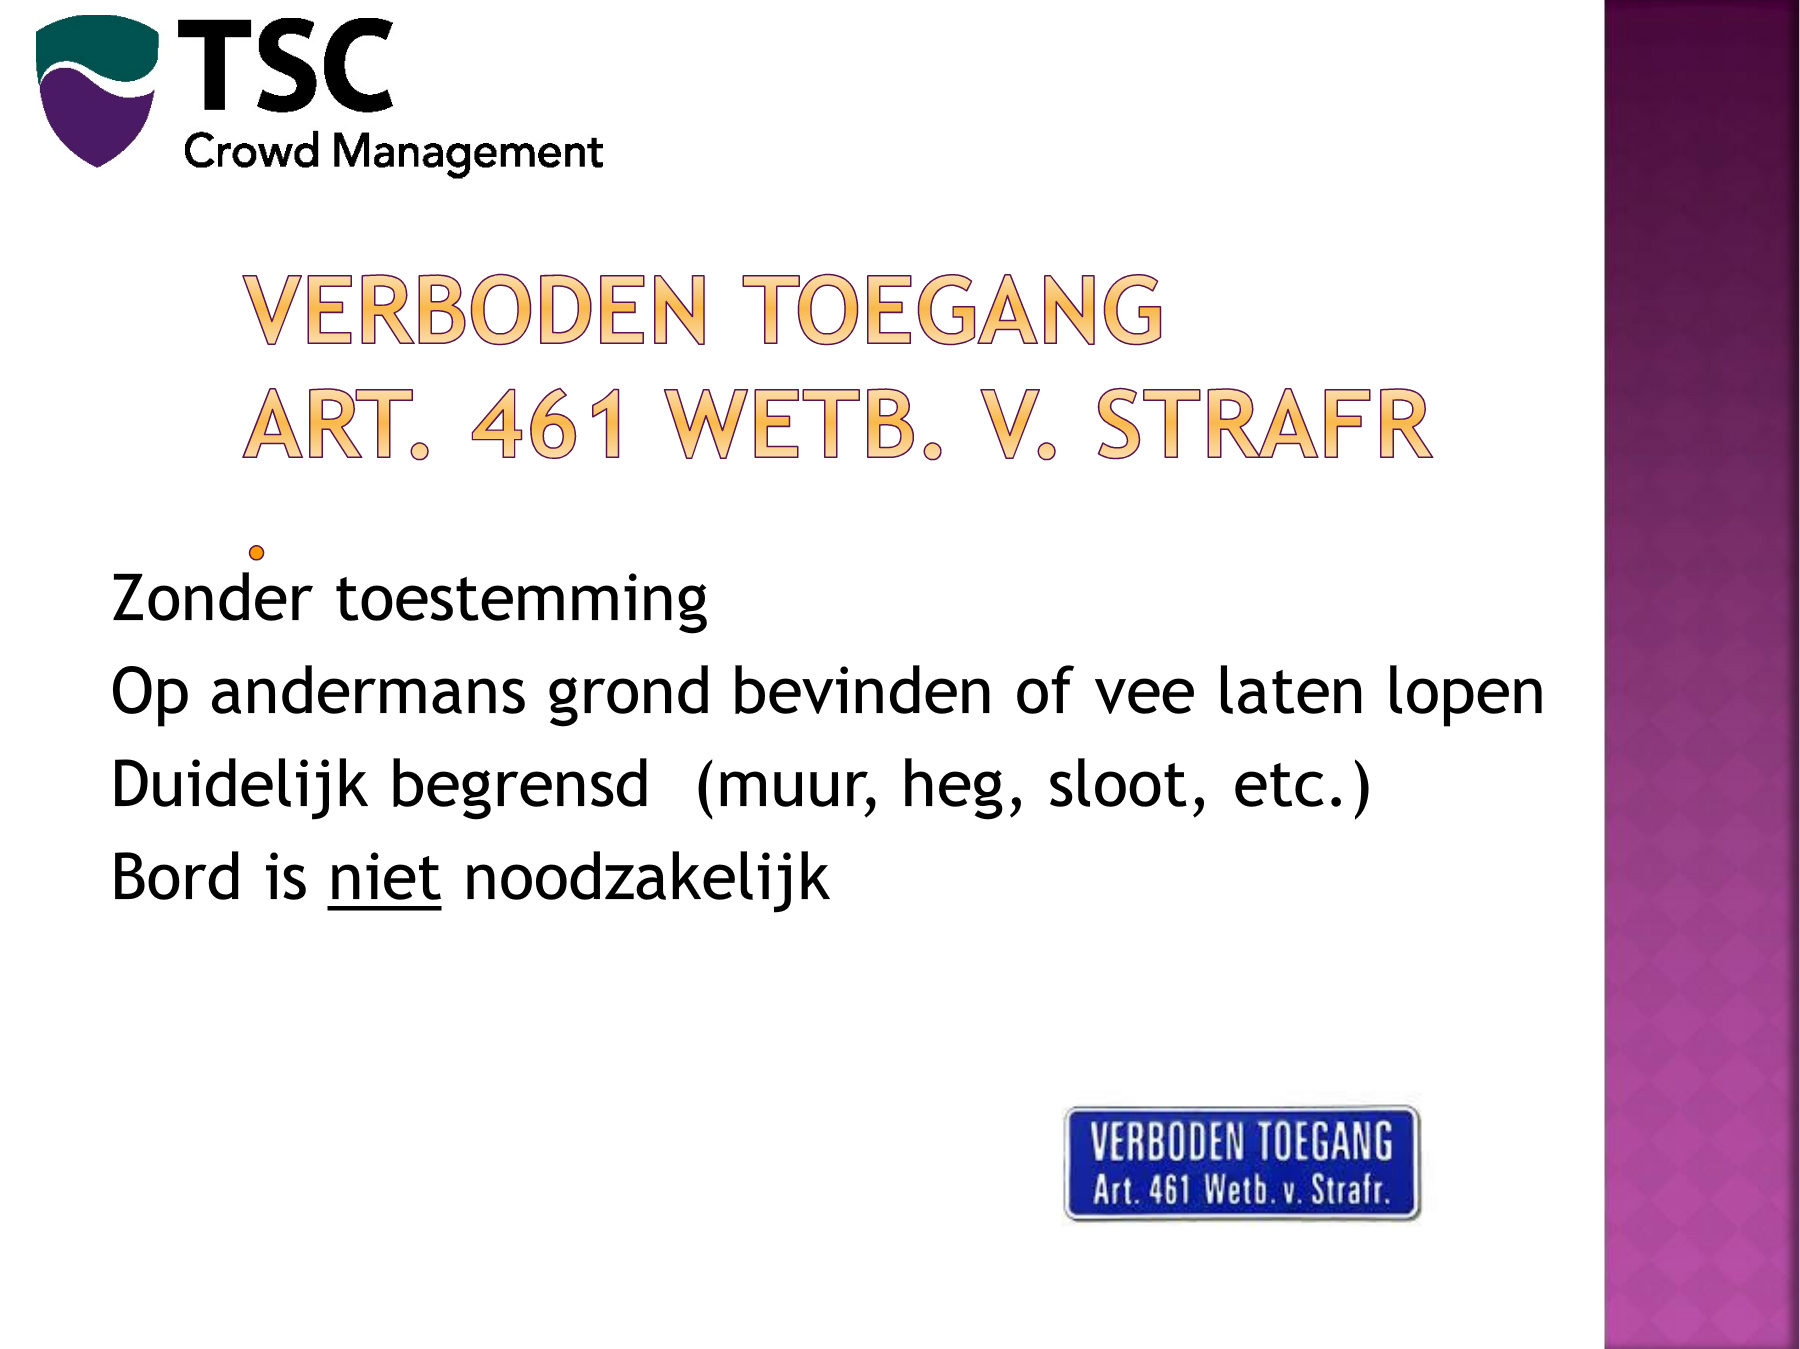 TSC
Crowd Management
VERBODEN TOEGANG
ART. 461 WETB. V. STRAFR
Zonder toestemming
Op andermans grond bevinden of vee laten lopen
Duidelijk begrensd  (muur, heg, sloot, etc.)
Bord is niet noodzakelijk
VERBODEN TOEGANG
Art. 461 Wetb. v. Strafr.